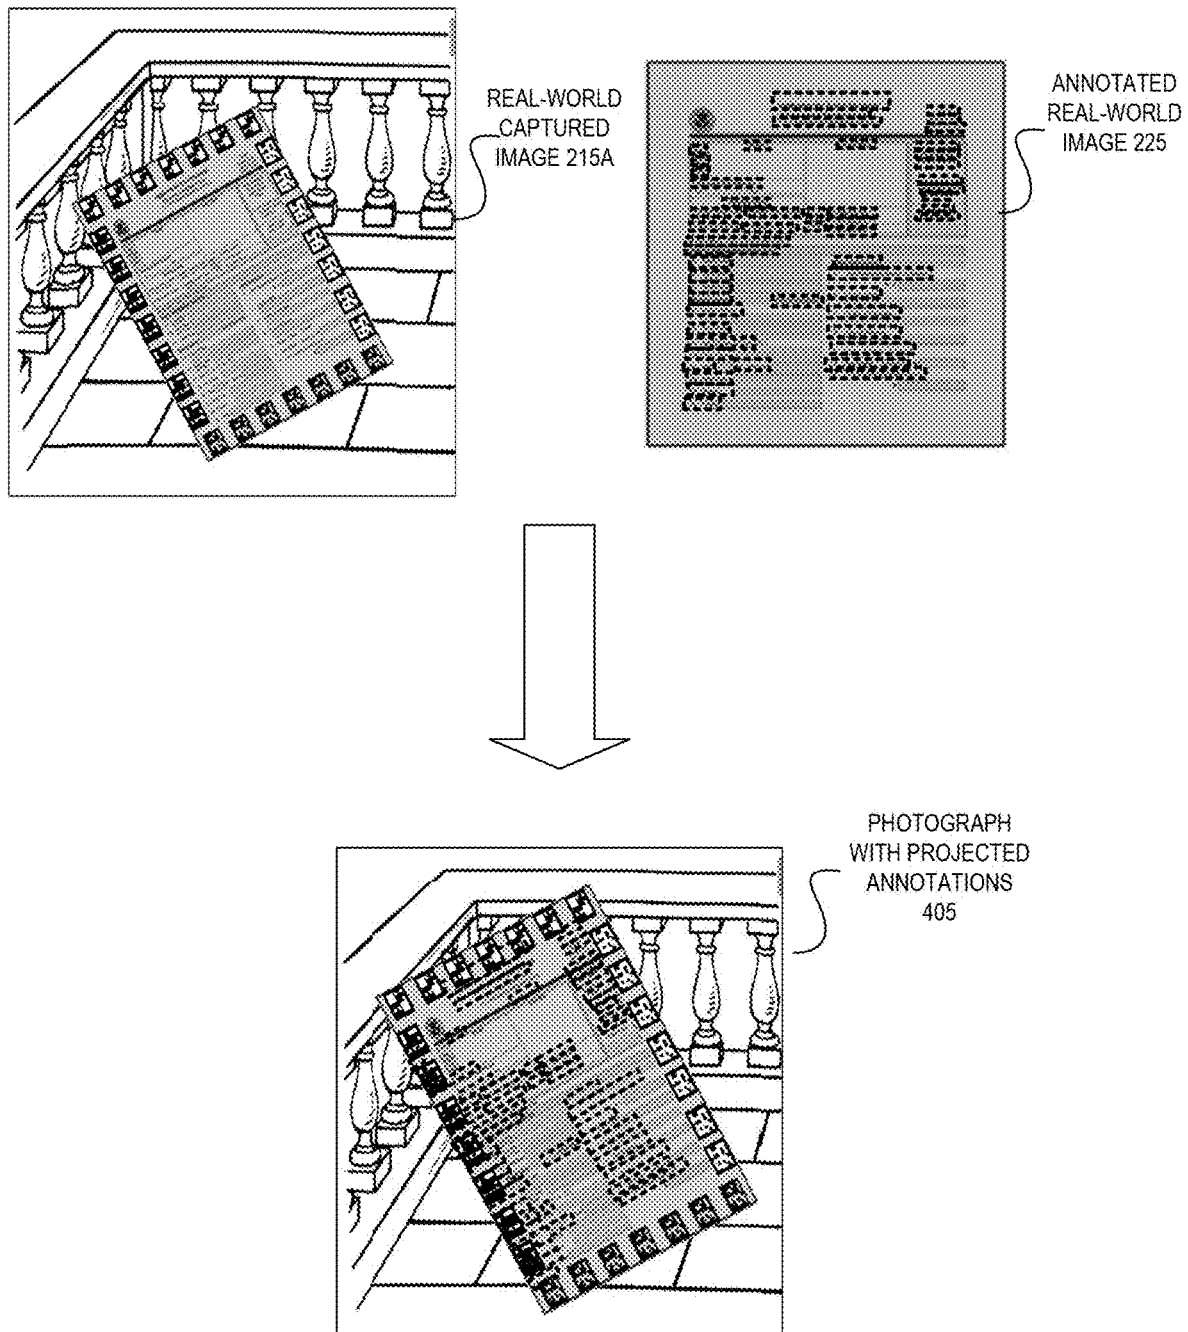 REAL-WORLD
CAPTURED
IMAGE 215A
ANNOTATED
REAL-WORLD
IMAGE 225
PHOTOGRAPH
WITH PROJECTED
ANNOTATIONS
405